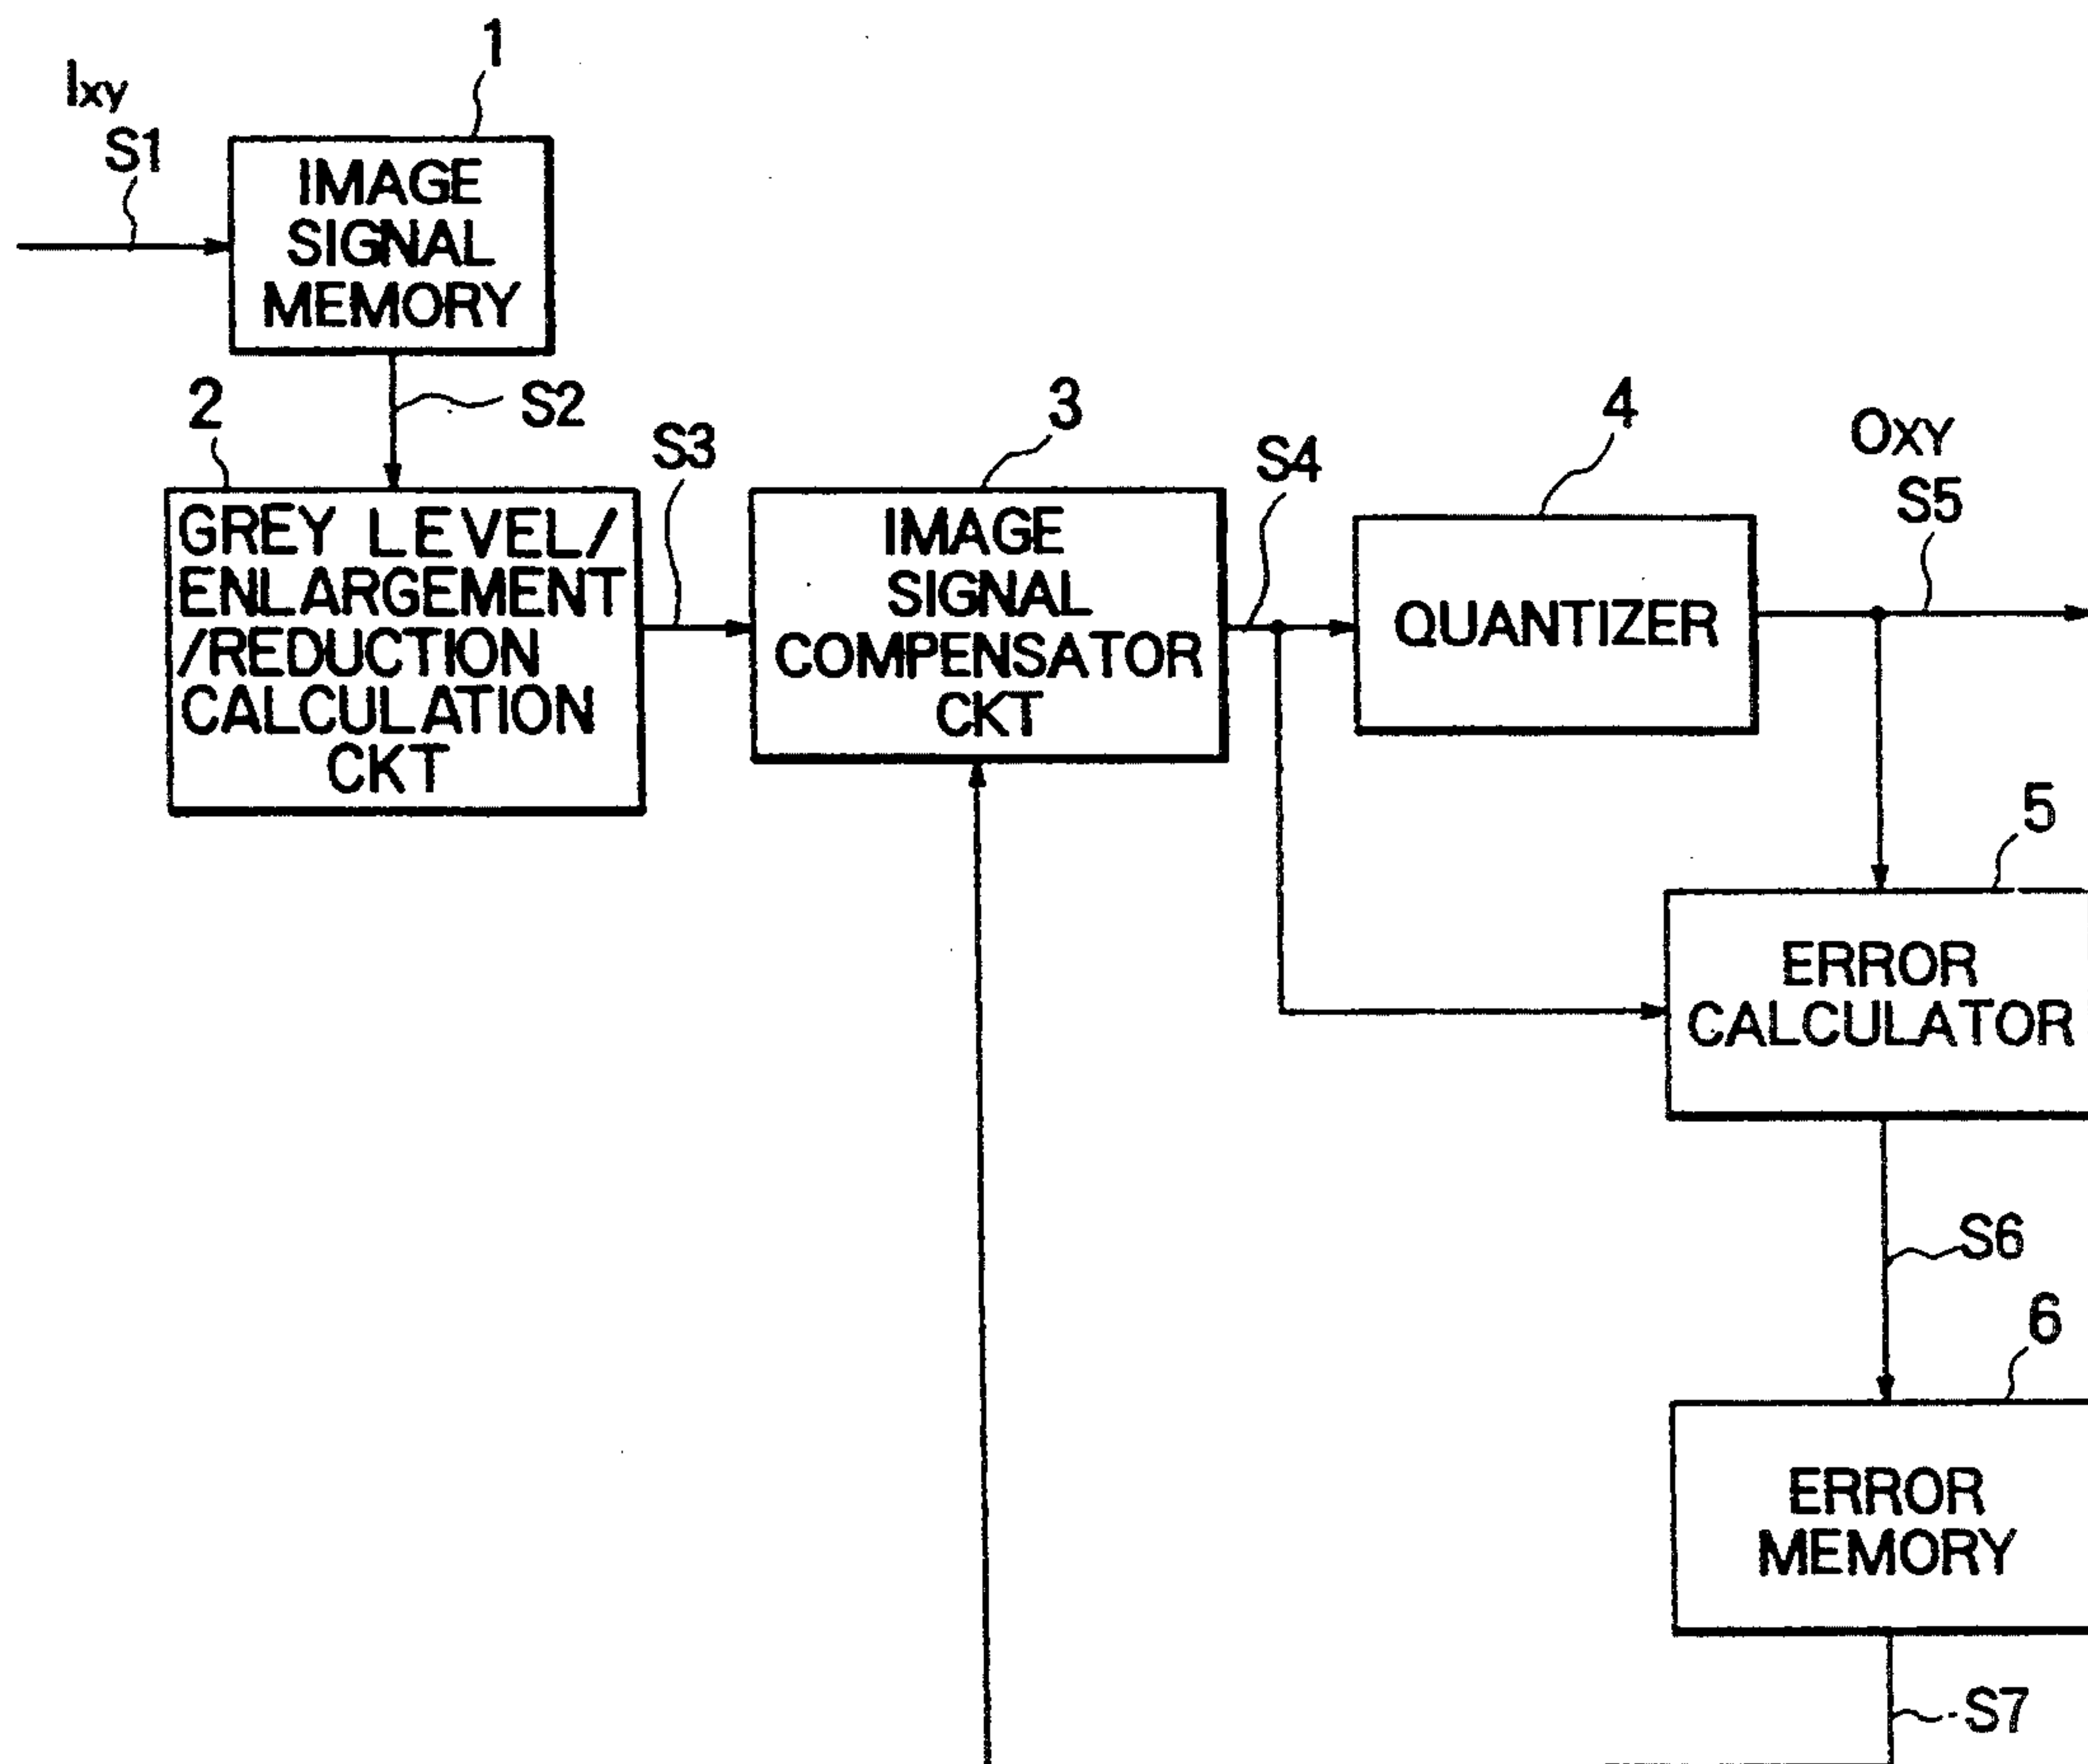 1
Ixy
S1
IMAGE
SIGNAL
MEMORY
S2
2
GREY LEVEL/
ENLARGEMENT
/REDUCTION
CALCULATION
CKT
S3
3
IMAGE
SIGNAL
COMPENSATOR
CKT
S4
4
QUANTIZER
Oxy
S5
5
ERROR
CALCULATOR
S6
6
ERROR
MEMORY
S7